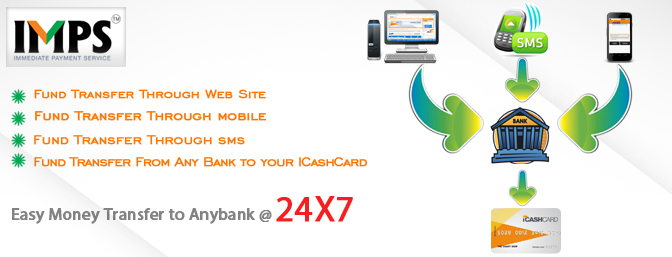 IMPS TM
IMMEDIATE PAYMENT SERVICE
Fund Transfer Through Web Site
Fund Transfer Through mobile
Fund Transfer Through sms
Fund Transfer From Any Bank to your ICashCard
Easy Money Transfer to Anybank @ 24X7
SMS
BANK
iCASHCARD